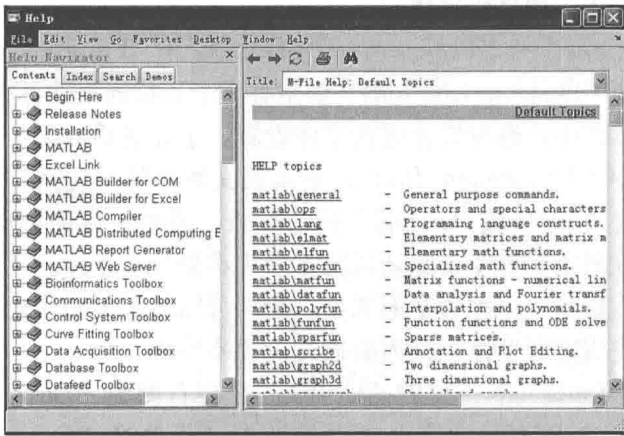 Help
File Edit View Go Favorites Desktop Window Help
Help Navigator
Contents Index Search Demos
Begin Here
Release Notes
Installation
MATLAB
Excel Link
MATLAB Builder for COM
MATLAB Builder for Excel
MATLAB Compiler
MATLAB Distributed Computing E
MATLAB Report Generator
MATLAB Web Server
Bioinformatics Toolbox
Communications Toolbox
Control System Toolbox
Curve Fitting Toolbox
Data Acquisition Toolbox
Database Toolbox
Datafeed Toolbox
Title: M-File Help: Default Topics
Default Topics
HELP topics
matlab\general - General purpose commands.
matlab\ops - Operators and special characters
matlab\lang - Programming language constructs.
matlab\elmat - Elementary matrices and matrix m
matlab\elfun - Elementary math functions.
matlab\specfun - Specialized math functions.
matlab\matfun - Matrix functions - numerical lin
matlab\datafun - Data analysis and Fourier transf
matlab\polyfun - Interpolation and polynomials.
matlab\funfun - Function functions and ODE solve
matlab\sparfun - Sparse matrices.
matlab\scribe - Annotation and Plot Editing.
matlab\graph2d - Two dimensional graphs.
matlab\graph3d - Three dimensional graphs.